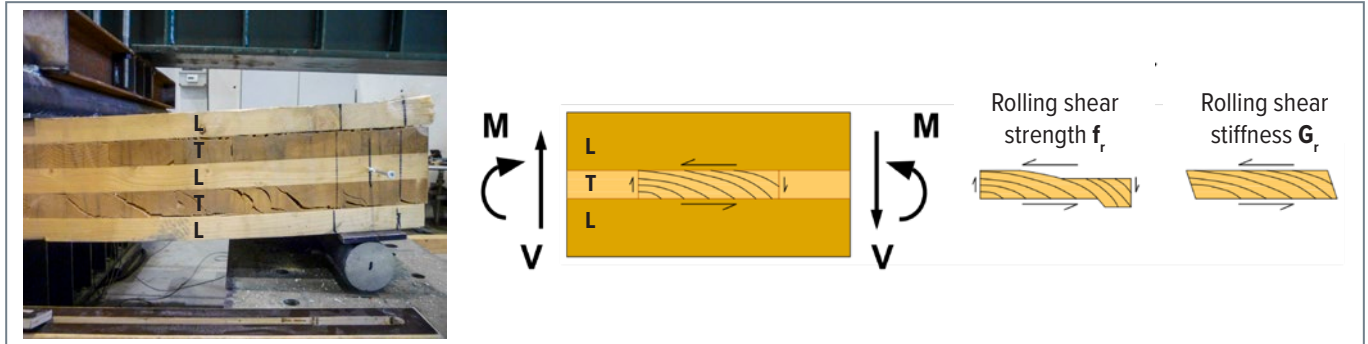 L
T
L
T
L
M
V
L
T
L
M
V
Rolling shear
strength fr
Rolling shear
stiffness Gr